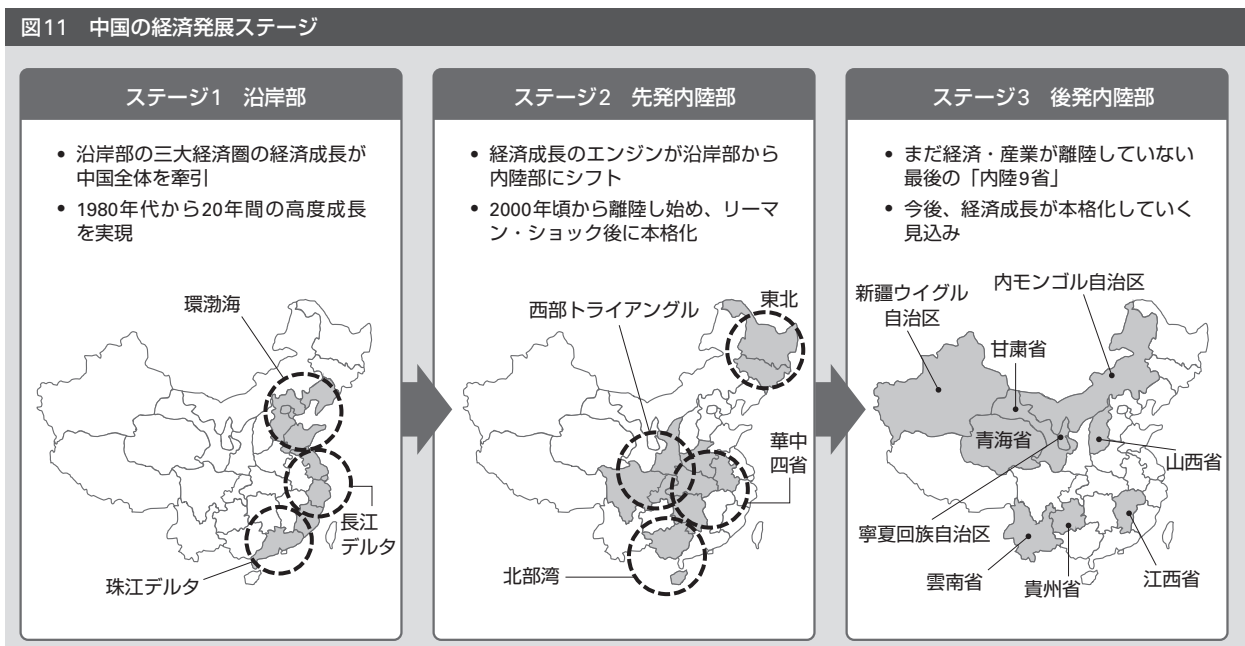 図11　中国の経済発展ステージ
ステージ1　沿岸部
• 沿岸部の三大経済圏の経済成長が
中国全体を牽引
• 1980年代から20年間の高度成長
を実現
環渤海
長江
デルタ
珠江デルタ
ステージ2　先発内陸部
• 経済成長のエンジンが沿岸部から
内陸部にシフト
• 2000年頃から離陸し始め、リーマ
ン・ショック後に本格化
東北
西部トライアングル
華中
四省
北部湾
ステージ3　後発内陸部
• まだ経済・産業が離陸していない
最後の「内陸9省」
• 今後、経済成長が本格化していく
見込み
内モンゴル自治区
新疆ウイグル
自治区
甘粛省
青海省
山西省
寧夏回族自治区
雲南省
貴州省
江西省